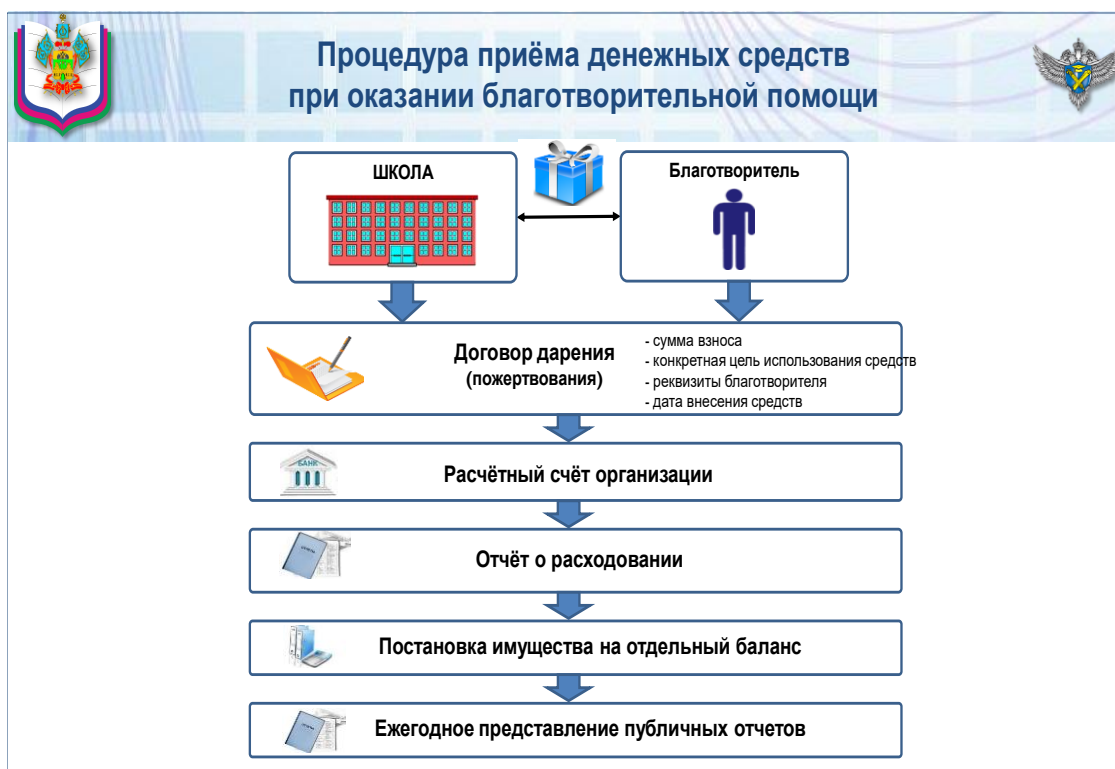 Процедура приёма денежных средств
при оказании благотворительной помощи
ШКОЛА
Благотворитель
Договор дарения
(пожертвования)
- сумма взноса
- конкретная цель использования средств
- реквизиты благотворителя
- дата внесения средств
БАНК
Расчётный счёт организации
Отчёт о расходовании
Постановка имущества на отдельный баланс
Ежегодное представление публичных отчетов